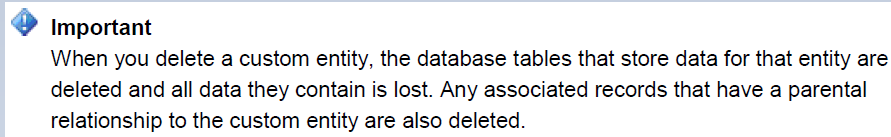 Important
When you delete a custom entity, the database tables that store data for that entity are
deleted and all data they contain is lost. Any associated records that have a parental
relationship to the custom entity are also deleted.